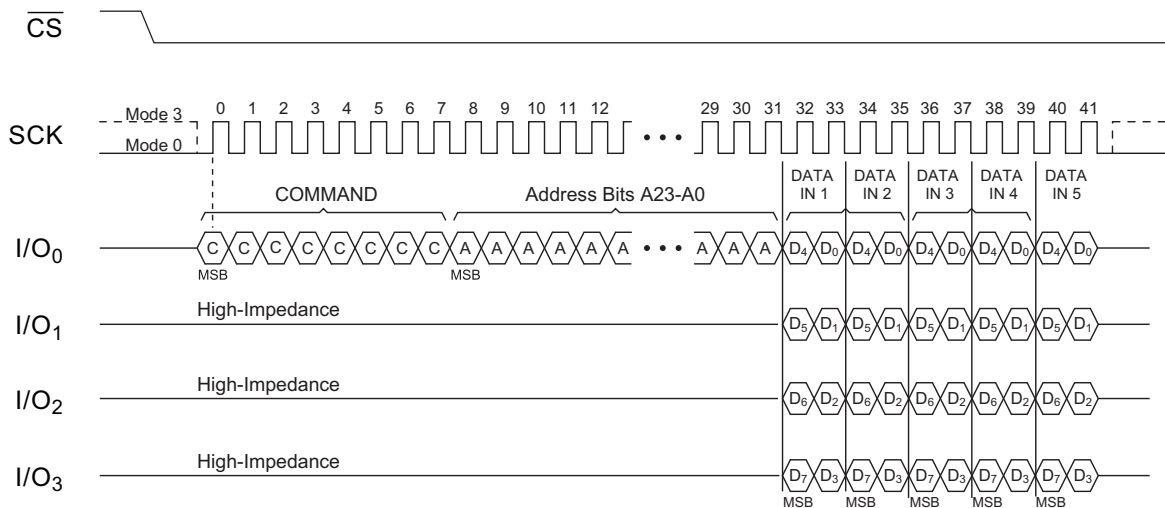 CS
Mode 3
SCK
Mode 0
0 1 2 3 4 5 6 7 8 9 10 11 12 • • • 29 30 31 32 33 34 35 36 37 38 39 40 41
COMMAND
Address Bits A23-A0
DATA IN 1
DATA IN 2
DATA IN 3
DATA IN 4
DATA IN 5
I/O₀
C C C C C C C C A A A A A A • • • A A A D₄ D₀ D₄ D₀ D₄ D₀ D₄ D₀ D₄ D₀
MSB MSB
High-Impedance
I/O₁
D₅ D₁ D₅ D₁ D₅ D₁ D₅ D₁ D₅ D₁
High-Impedance
I/O₂
D₆ D₂ D₆ D₂ D₆ D₂ D₆ D₂ D₆ D₂
High-Impedance
I/O₃
D₇ D₃ D₇ D₃ D₇ D₃ D₇ D₃ D₇ D₃
MSB MSB MSB MSB MSB